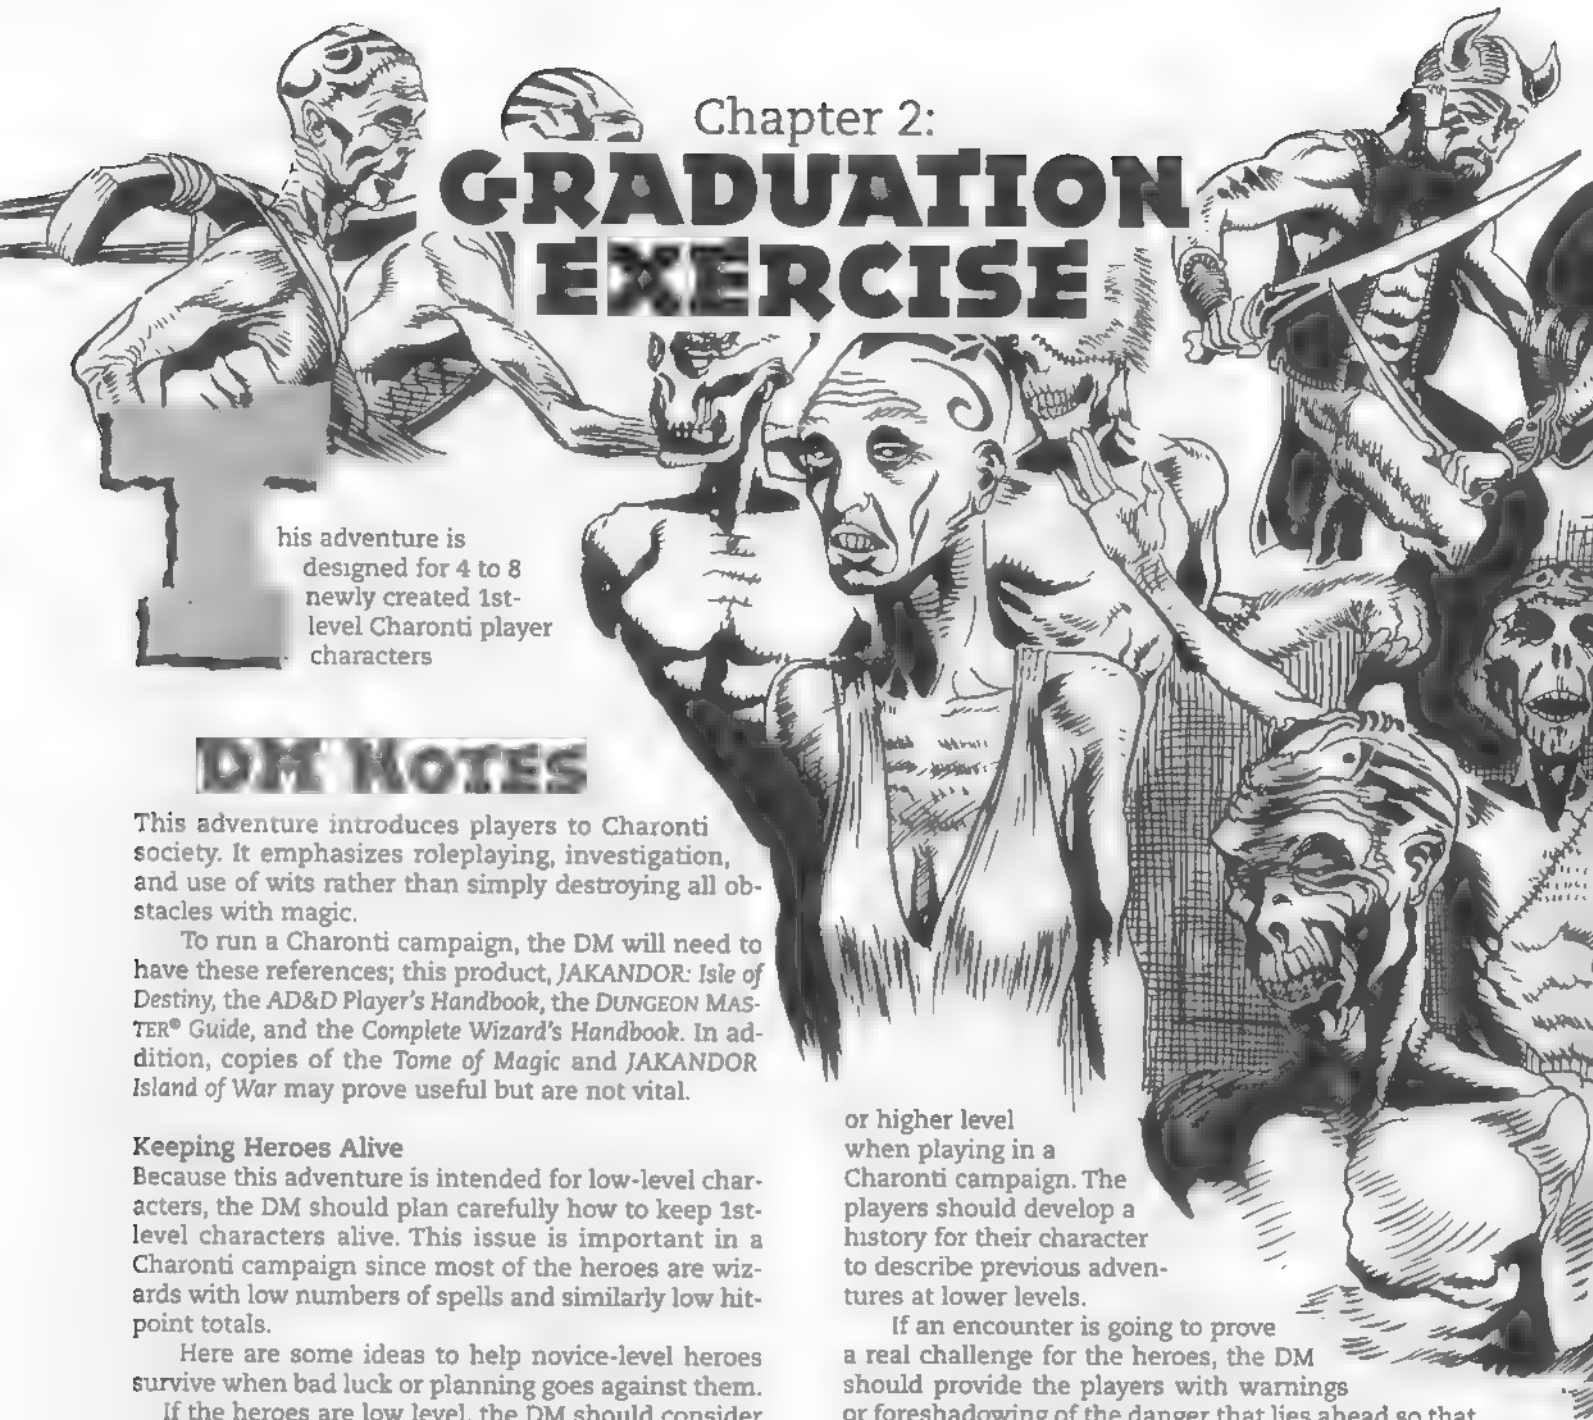 Chapter 2:
GRADUATION
EXERCISE
This adventure is
designed for 4 to 8
newly created 1st-
level Charonti player
characters
DM NOTES
This adventure introduces players to Charonti
society. It emphasizes roleplaying, investigation,
and use of wits rather than simply destroying all ob-
stacles with magic.
To run a Charonti campaign, the DM will need to
have these references; this product, JAKANDOR: Isle of
Destiny, the AD&D Player's Handbook, the DUNGEON MAS-
TER® Guide, and the Complete Wizard's Handbook. In ad-
dition, copies of the Tome of Magic and JAKANDOR
Island of War may prove useful but are not vital.
Keeping Heroes Alive
Because this adventure is intended for low-level char-
acters, the DM should plan carefully how to keep 1st-
level characters alive. This issue is important in a
Charonti campaign since most of the heroes are wiz-
ards with low numbers of spells and similarly low hit-
point totals.
Here are some ideas to help novice-level heroes
survive when bad luck or planning goes against them.
If the heroes are low level, the DM should consider
or higher level
when playing in a
Charonti campaign. The
players should develop a
history for their character
to describe previous adven-
tures at lower levels.
If an encounter is going to prove
a real challenge for the heroes, the DM
should provide the players with warnings
or foreshadowing of the danger that lies ahead so that